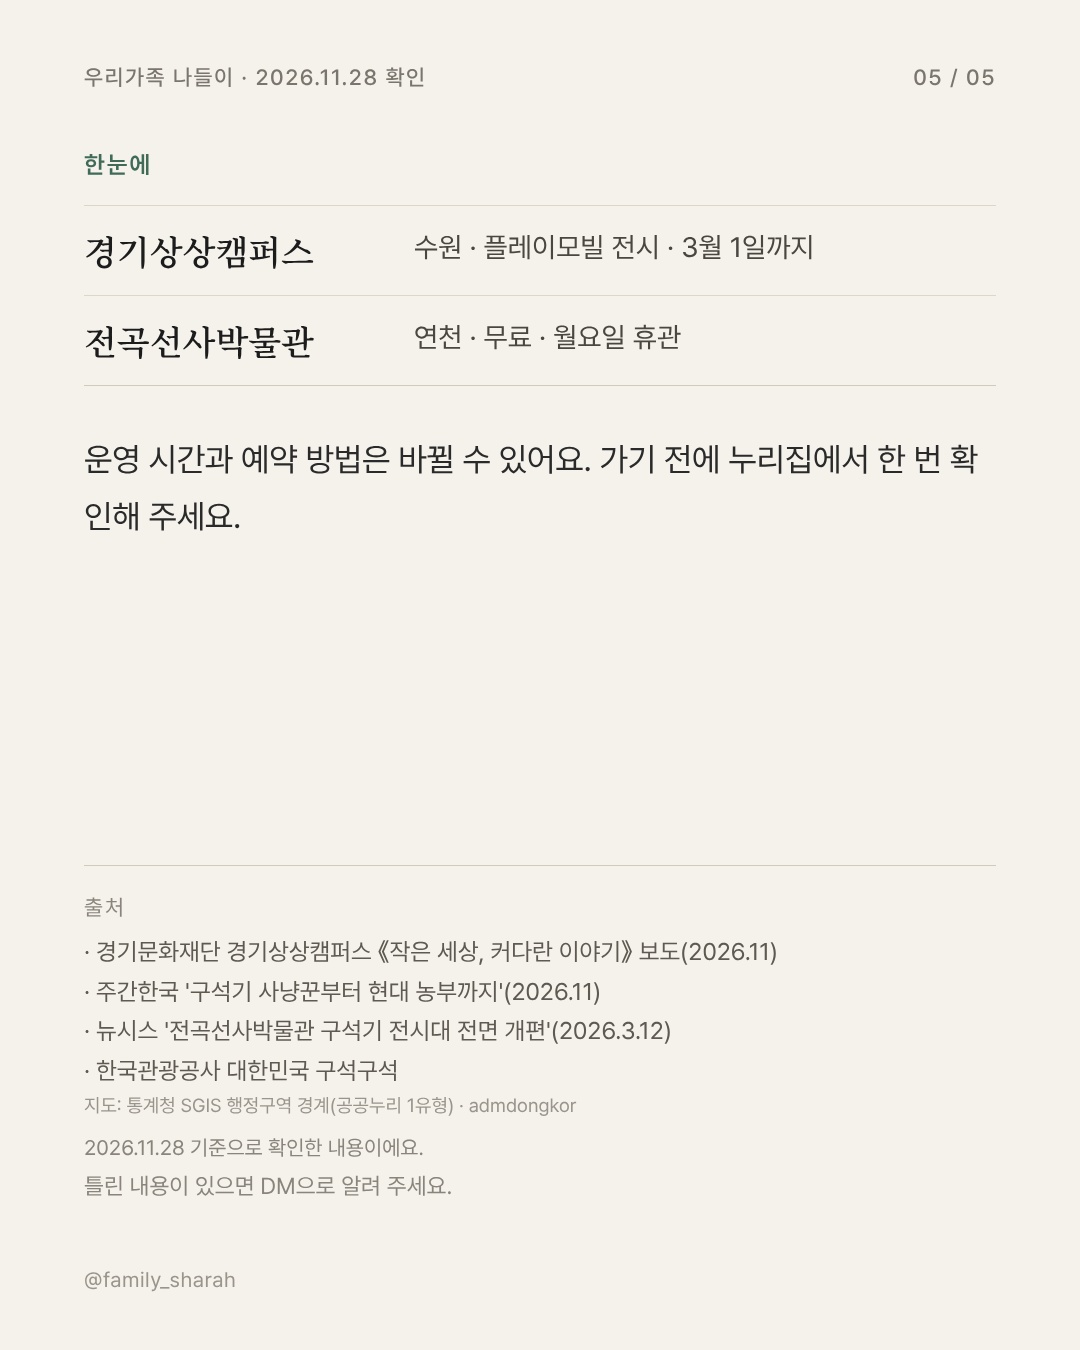 우리가족 나들이 · 2026.11.28 확인
05 / 05
한눈에
경기상상캠퍼스 수원 · 플레이모빌 전시 · 3월 1일까지
전곡선사박물관 연천 · 무료 · 월요일 휴관
운영 시간과 예약 방법은 바뀔 수 있어요. 가기 전에 누리집에서 한 번 확
인해 주세요.
출처
· 경기문화재단 경기상상캠퍼스 《작은 세상, 커다란 이야기》 보도(2026.11)
· 주간한국 '구석기 사냥꾼부터 현대 농부까지'(2026.11)
· 뉴시스 '전곡선사박물관 구석기 전시대 전면 개편'(2026.3.12)
· 한국관광공사 대한민국 구석구석
지도: 통계청 SGIS 행정구역 경계(공공누리 1유형) · admdongkor
2026.11.28 기준으로 확인한 내용이에요.
틀린 내용이 있으면 DM으로 알려 주세요.
@family_sharah